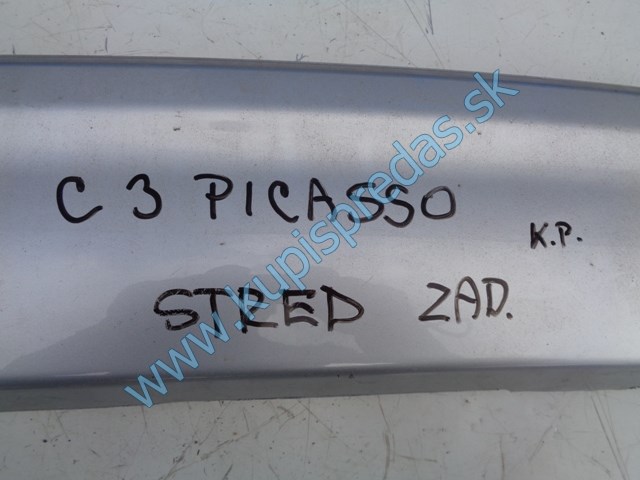 C 3 PICASSO
K.P.
STRED ZAD.
www.kupispredas.sk